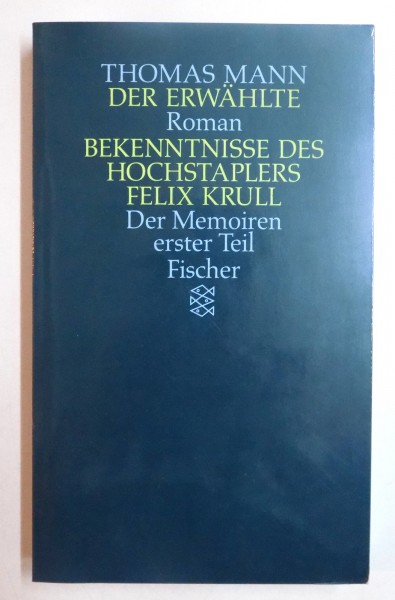 THOMAS MANN
DER ERWÄHLTE
Roman
BEKENNTNISSE DES
HOCHSTAPLERS
FELIX KRULL
Der Memoiren
erster Teil
Fischer